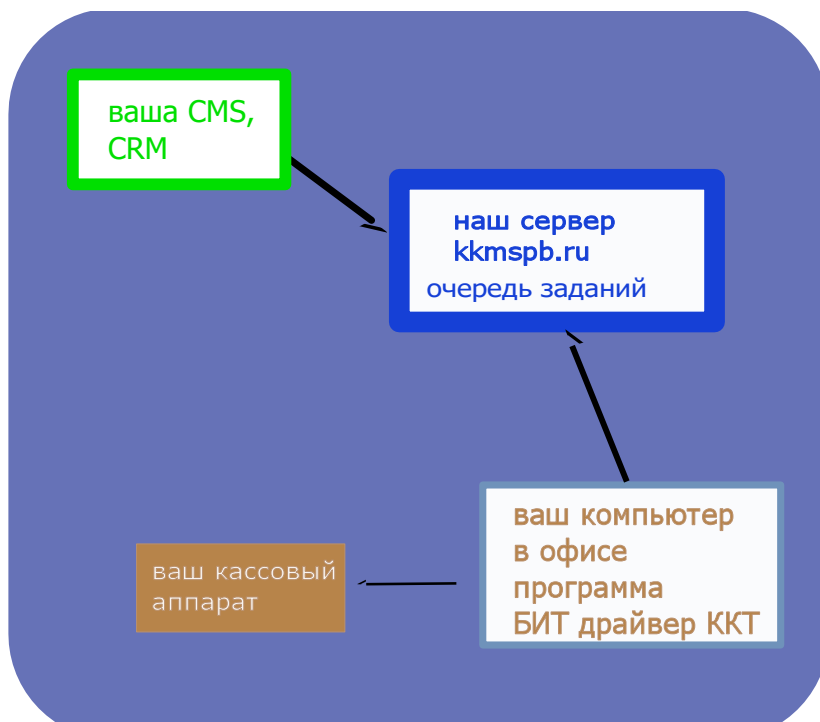 ваша CMS,
CRM
наш сервер
kkmspb.ru
очередь заданий
ваш компьютер
в офисе
программа
БИТ драйвер ККТ
ваш кассовый
аппарат